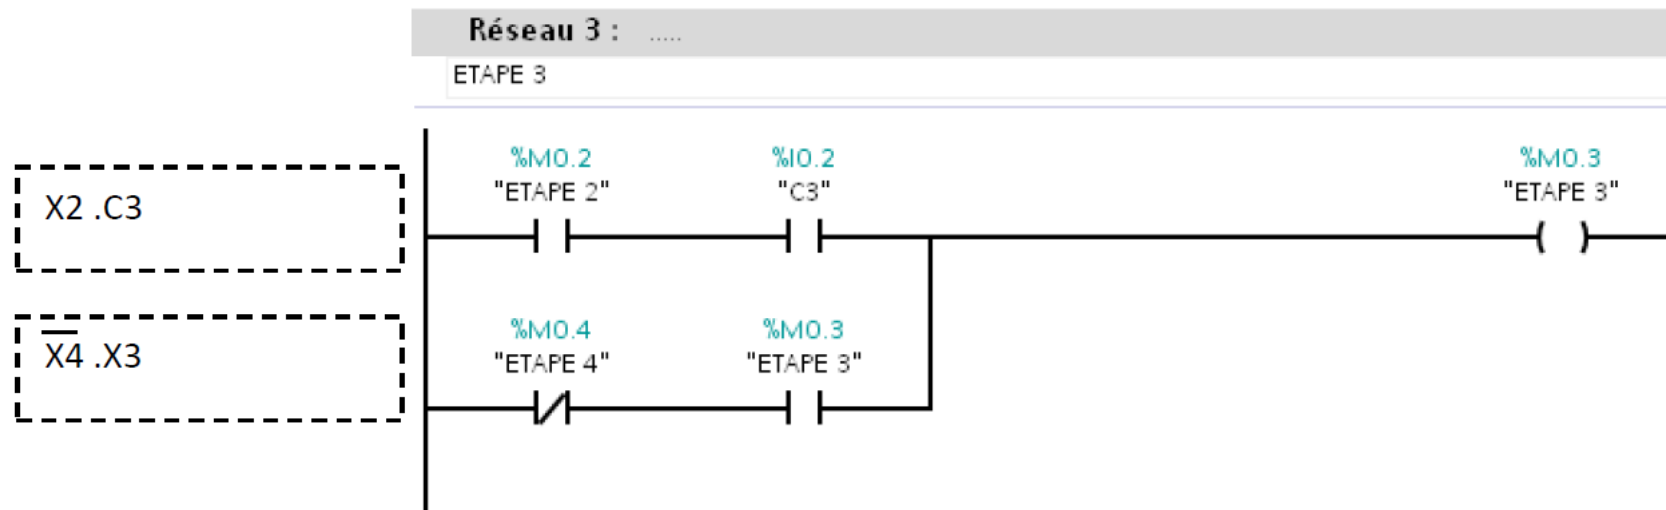 Réseau 3 : .....
ETAPE 3
%M0.2 %I0.2 %M0.3
"ETAPE 2" "C3" "ETAPE 3"
X2 .C3
%M0.4 %M0.3
"ETAPE 4" "ETAPE 3"
X̅4̅ .X3